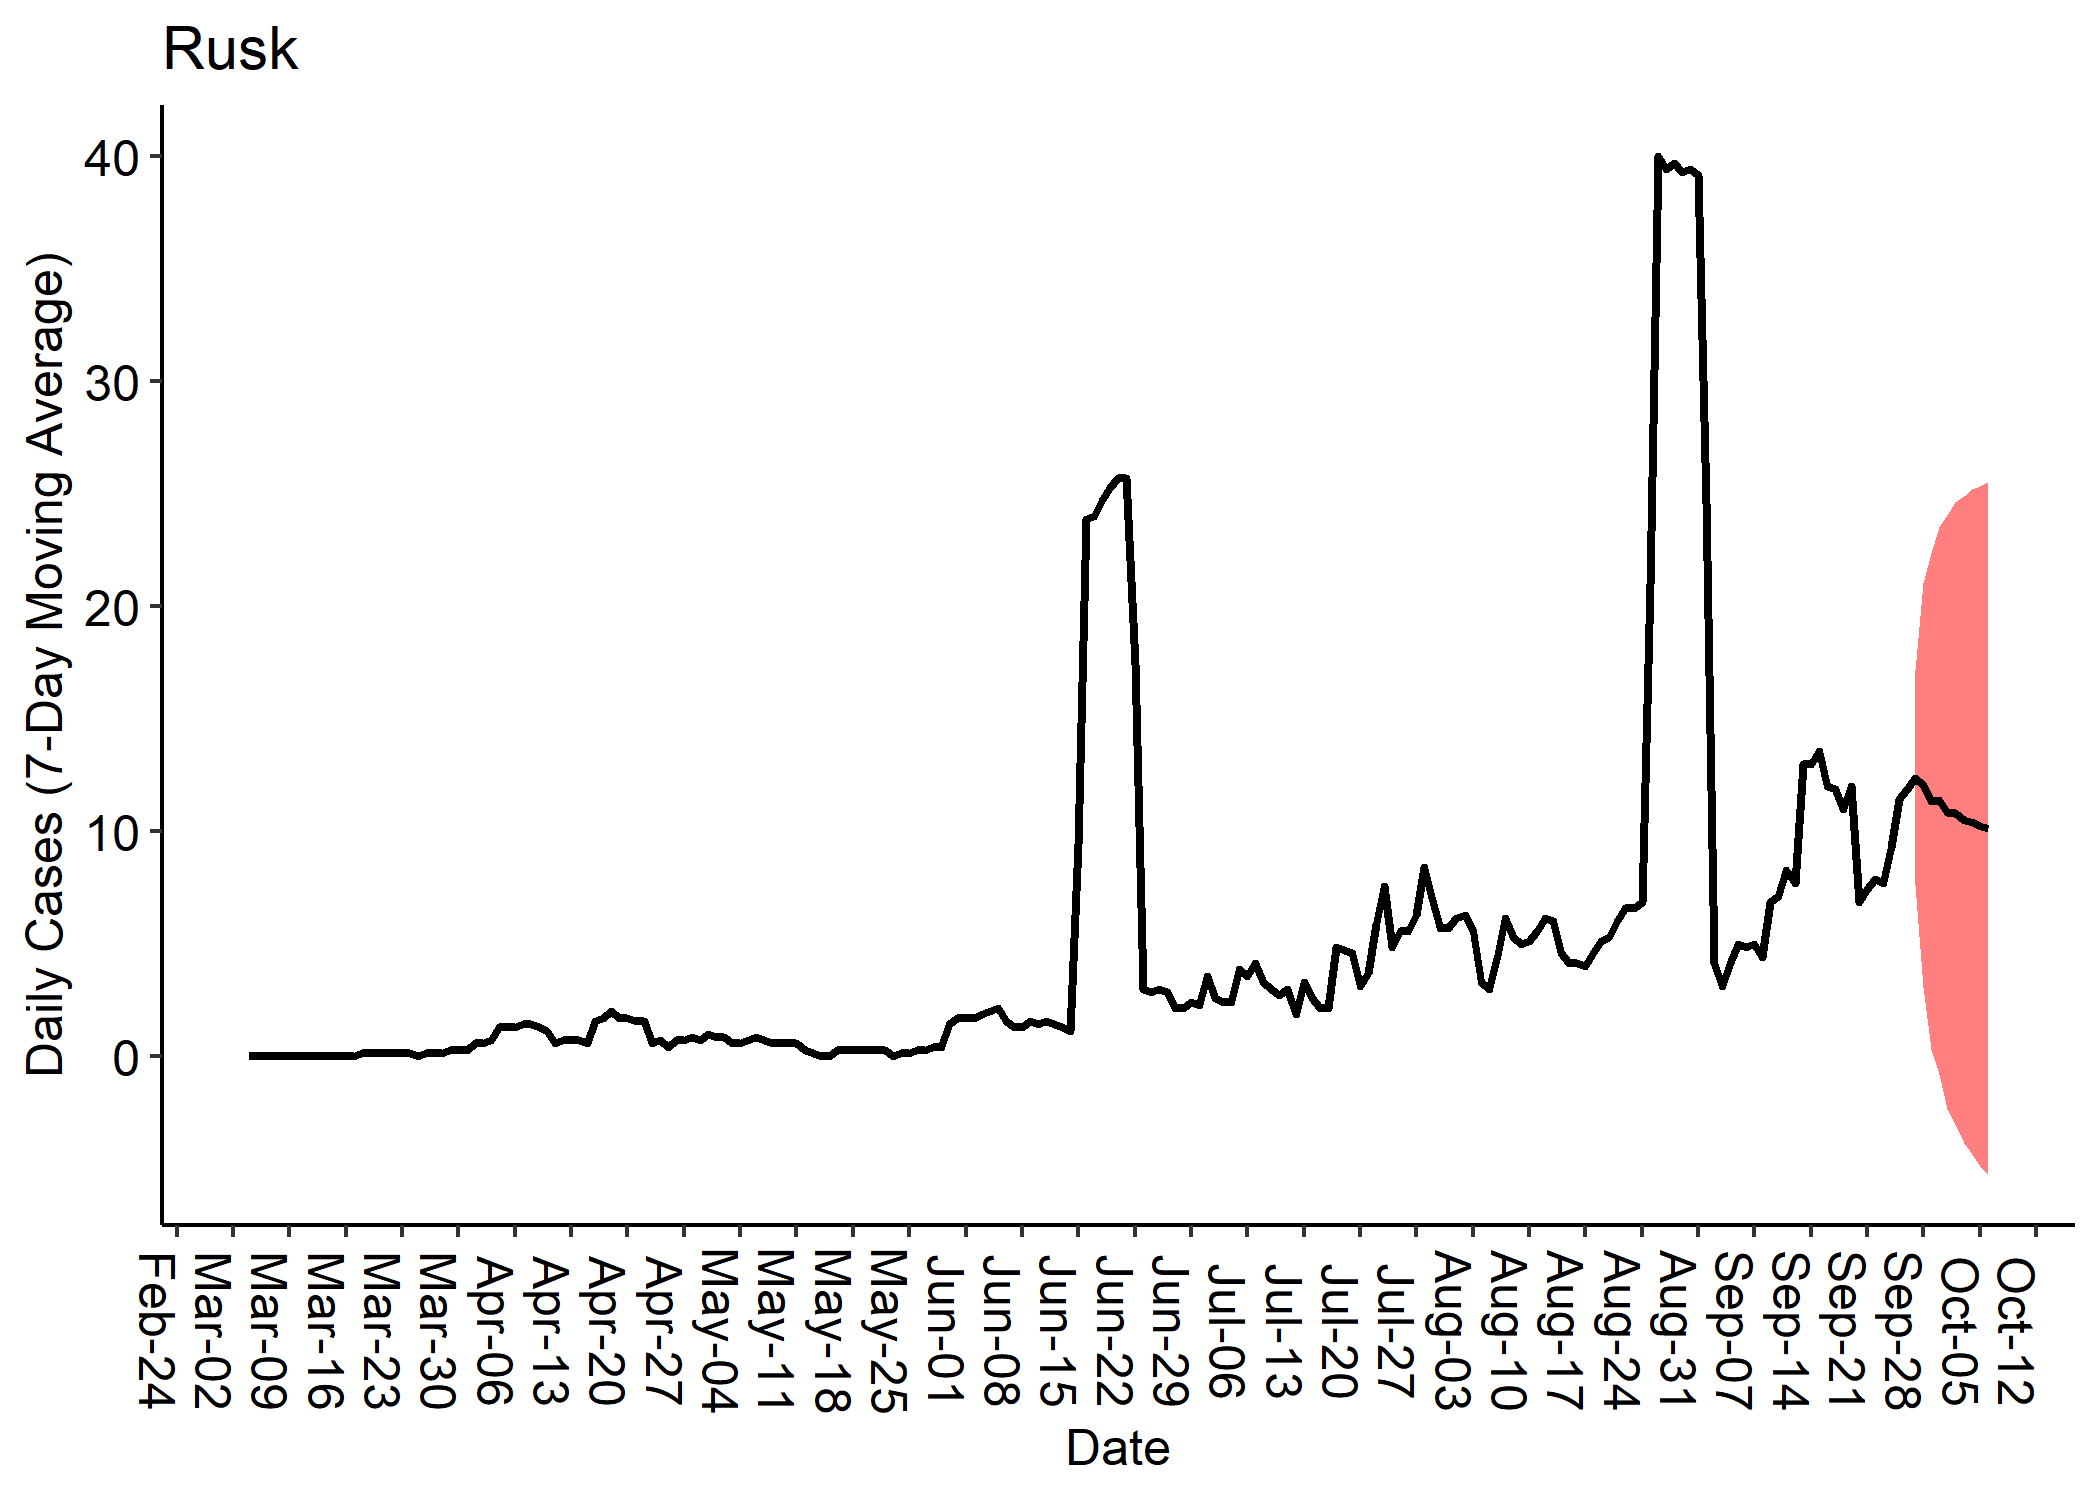 Rusk
Daily Cases (7-Day Moving Average)
40
30
20
10
0
Feb-24
Mar-02
Mar-09
Mar-16
Mar-23
Mar-30
Apr-06
Apr-13
Apr-20
Apr-27
May-04
May-11
May-18
May-25
Jun-01
Jun-08
Jun-15
Jun-22
Jun-29
Jul-06
Jul-13
Jul-20
Jul-27
Aug-03
Aug-10
Aug-17
Aug-24
Aug-31
Sep-07
Sep-14
Sep-21
Sep-28
Oct-05
Oct-12
Date